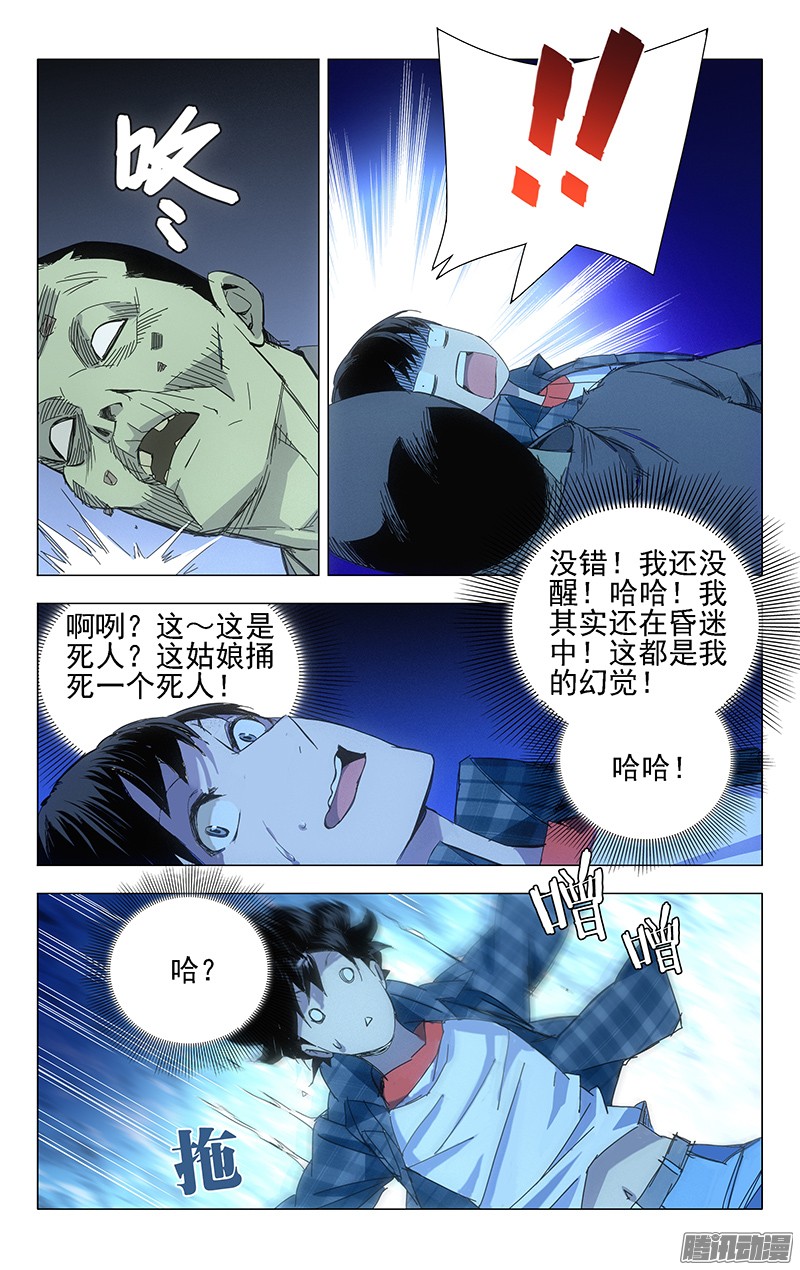 咚
!!
啊咧？这～这是
死人？这姑娘捅
死一个死人！
没错！我还没
醒！哈哈！我
其实还在昏迷
中！这都是我
的幻觉！
哈哈！
哈？
噌
噌
拖
腾讯动漫